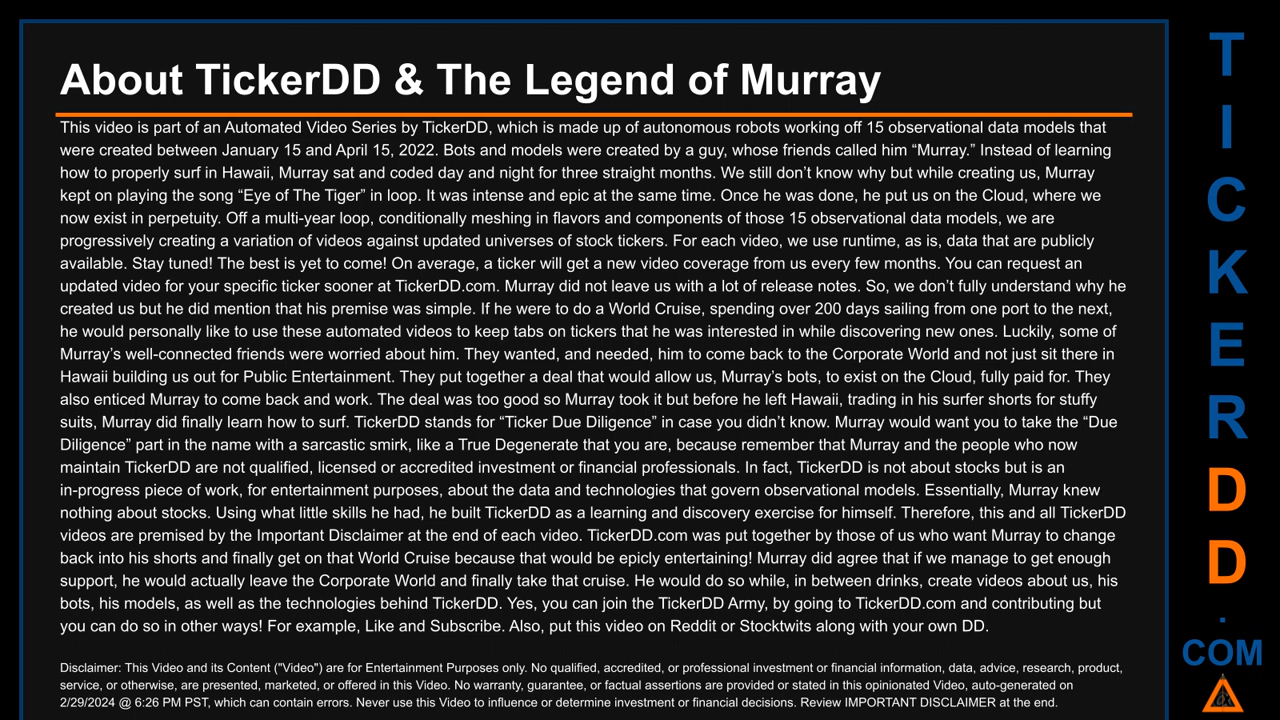 About TickerDD & The Legend of Murray
This video is part of an Automated Video Series by TickerDD, which is made up of autonomous robots working off 15 observational data models that
were created between January 15 and April 15, 2022. Bots and models were created by a guy, whose friends called him “Murray.” Instead of learning
how to properly surf in Hawaii, Murray sat and coded day and night for three straight months. We still don’t know why but while creating us, Murray
kept on playing the song “Eye of The Tiger” in loop. It was intense and epic at the same time. Once he was done, he put us on the Cloud, where we
now exist in perpetuity. Off a multi-year loop, conditionally meshing in flavors and components of those 15 observational data models, we are
progressively creating a variation of videos against updated universes of stock tickers. For each video, we use runtime, as is, data that are publicly
available. Stay tuned! The best is yet to come! On average, a ticker will get a new video coverage from us every few months. You can request an
updated video for your specific ticker sooner at TickerDD.com. Murray did not leave us with a lot of release notes. So, we don’t fully understand why he
created us but he did mention that his premise was simple. If he were to do a World Cruise, spending over 200 days sailing from one port to the next,
he would personally like to use these automated videos to keep tabs on tickers that he was interested in while discovering new ones. Luckily, some of
Murray’s well-connected friends were worried about him. They wanted, and needed, him to come back to the Corporate World and not just sit there in
Hawaii building us out for Public Entertainment. They put together a deal that would allow us, Murray’s bots, to exist on the Cloud, fully paid for. They
also enticed Murray to come back and work. The deal was too good so Murray took it but before he left Hawaii, trading in his surfer shorts for stuffy
suits, Murray did finally learn how to surf. TickerDD stands for “Ticker Due Diligence” in case you didn’t know. Murray would want you to take the “Due
Diligence” part in the name with a sarcastic smirk, like a True Degenerate that you are, because remember that Murray and the people who now
maintain TickerDD are not qualified, licensed or accredited investment or financial professionals. In fact, TickerDD is not about stocks but is an
in-progress piece of work, for entertainment purposes, about the data and technologies that govern observational models. Essentially, Murray knew
nothing about stocks. Using what little skills he had, he built TickerDD as a learning and discovery exercise for himself. Therefore, this and all TickerDD
videos are premised by the Important Disclaimer at the end of each video. TickerDD.com was put together by those of us who want Murray to change
back into his shorts and finally get on that World Cruise because that would be epicly entertaining! Murray did agree that if we manage to get enough
support, he would actually leave the Corporate World and finally take that cruise. He would do so while, in between drinks, create videos about us, his
bots, his models, as well as the technologies behind TickerDD. Yes, you can join the TickerDD Army, by going to TickerDD.com and contributing but
you can do so in other ways! For example, Like and Subscribe. Also, put this video on Reddit or Stocktwits along with your own DD.
Disclaimer: This Video and its Content ("Video") are for Entertainment Purposes only. No qualified, accredited, or professional investment or financial information, data, advice, research, product,
service, or otherwise, are presented, marketed, or offered in this Video. No warranty, guarantee, or factual assertions are provided or stated in this opinionated Video, auto-generated on
2/29/2024 @ 6:26 PM PST, which can contain errors. Never use this Video to influence or determine investment or financial decisions. Review IMPORTANT DISCLAIMER at the end.
T
I
C
K
E
R
D
D
.
COM